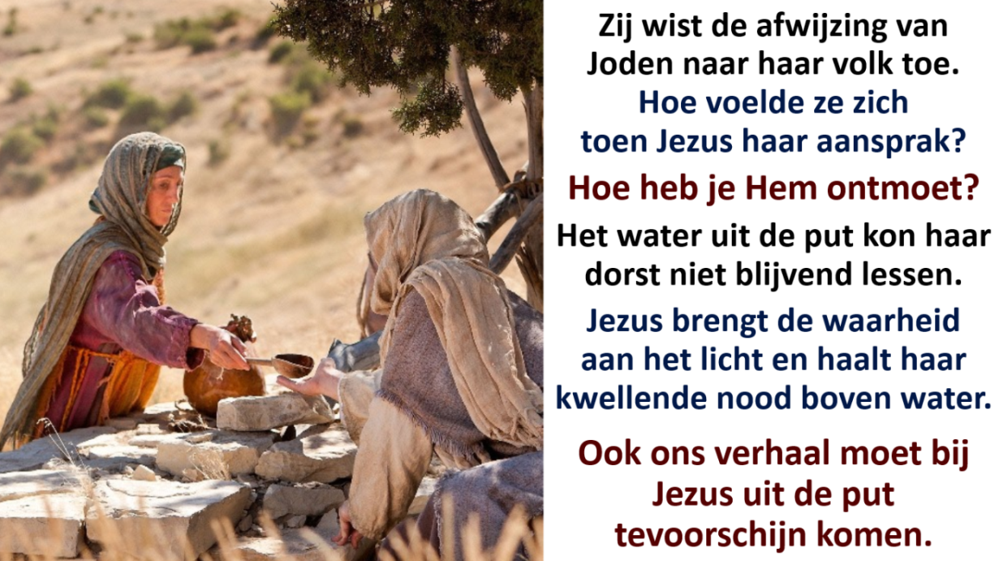 Zij wist de afwijzing van
Joden naar haar volk toe.
Hoe voelde ze zich
toen Jezus haar aansprak?
Hoe heb je Hem ontmoet?
Het water uit de put kon haar
dorst niet blijvend lessen.
Jezus brengt de waarheid
aan het licht en haalt haar
kwellende nood boven water.
Ook ons verhaal moet bij
Jezus uit de put
tevoorschijn komen.